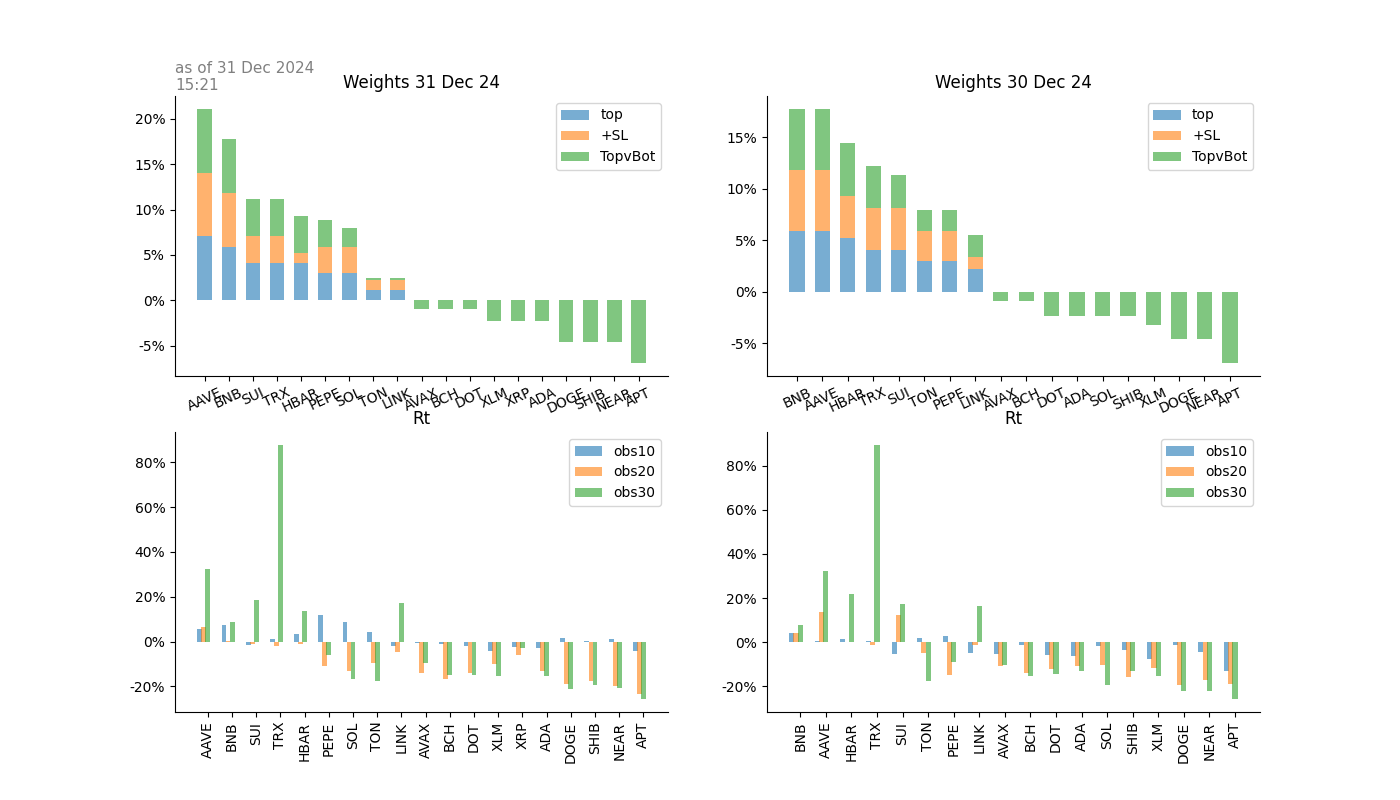 as of 31 Dec 2024
15:21
Weights 31 Dec 24
20%
15%
10%
5%
0%
-5%
top
+SL
TopvBot
AAVE BNB SUI TRX HBAR PEPE SOL TON LINK AVAX BCH DOT XLM XRP ADA DOGE SHIB NEAR APT
Weights 30 Dec 24
15%
10%
5%
0%
-5%
top
+SL
TopvBot
BNB AAVE HBAR TRX SUI TON PEPE LINK AVAX BCH DOT ADA SOL SHIB XLM DOGE NEAR APT
Rt
80%
60%
40%
20%
0%
-20%
obs10
obs20
obs30
AAVE BNB SUI TRX HBAR PEPE SOL TON LINK AVAX BCH DOT XLM XRP ADA DOGE SHIB NEAR APT
Rt
80%
60%
40%
20%
0%
-20%
obs10
obs20
obs30
BNB AAVE HBAR TRX SUI TON PEPE LINK AVAX BCH DOT ADA SOL SHIB XLM DOGE NEAR APT